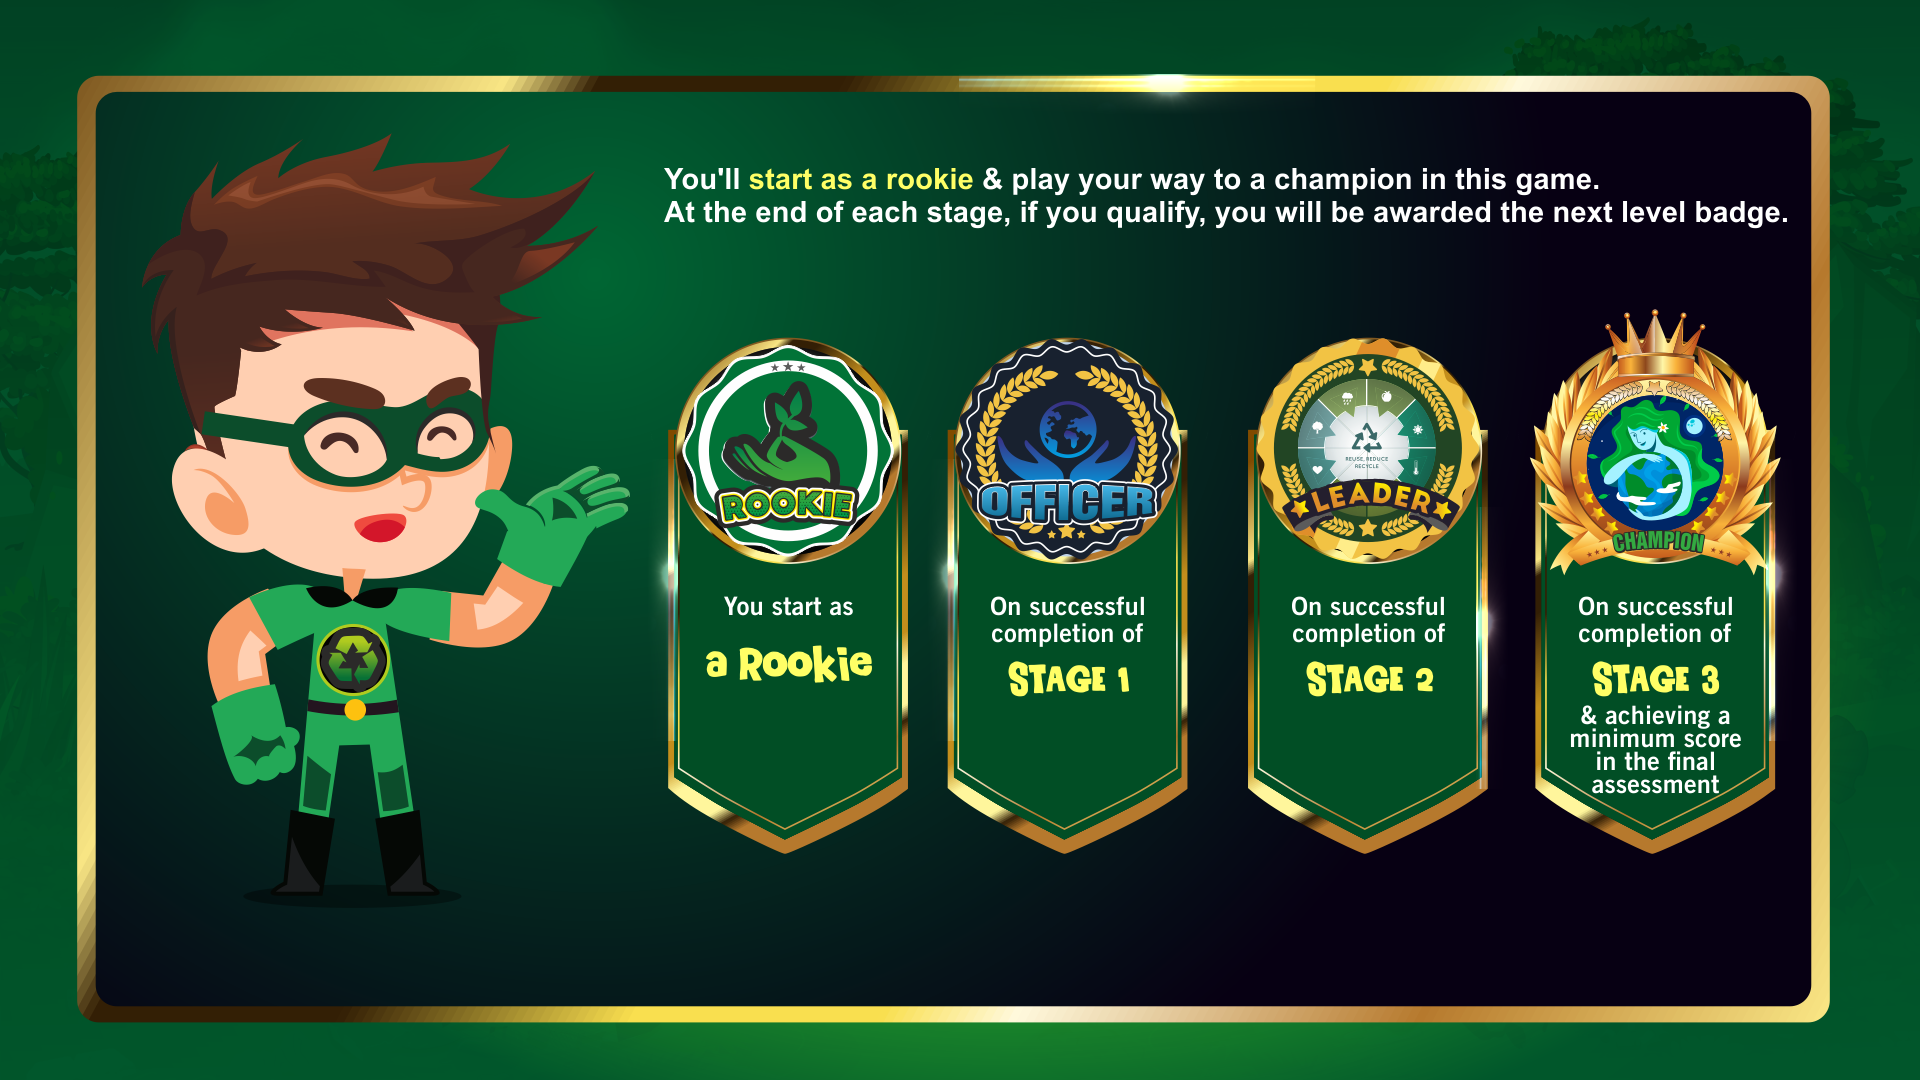 You'll start as a rookie & play your way to a champion in this game.
At the end of each stage, if you qualify, you will be awarded the next level badge.
ROOKIE
You start as
a Rookie
OFFICER
On successful
completion of
STAGE 1
REUSE, REDUCE
RECYCLE
LEADER
On successful
completion of
STAGE 2
CHAMPION
On successful
completion of
STAGE 3
& achieving a
minimum score
in the final
assessment